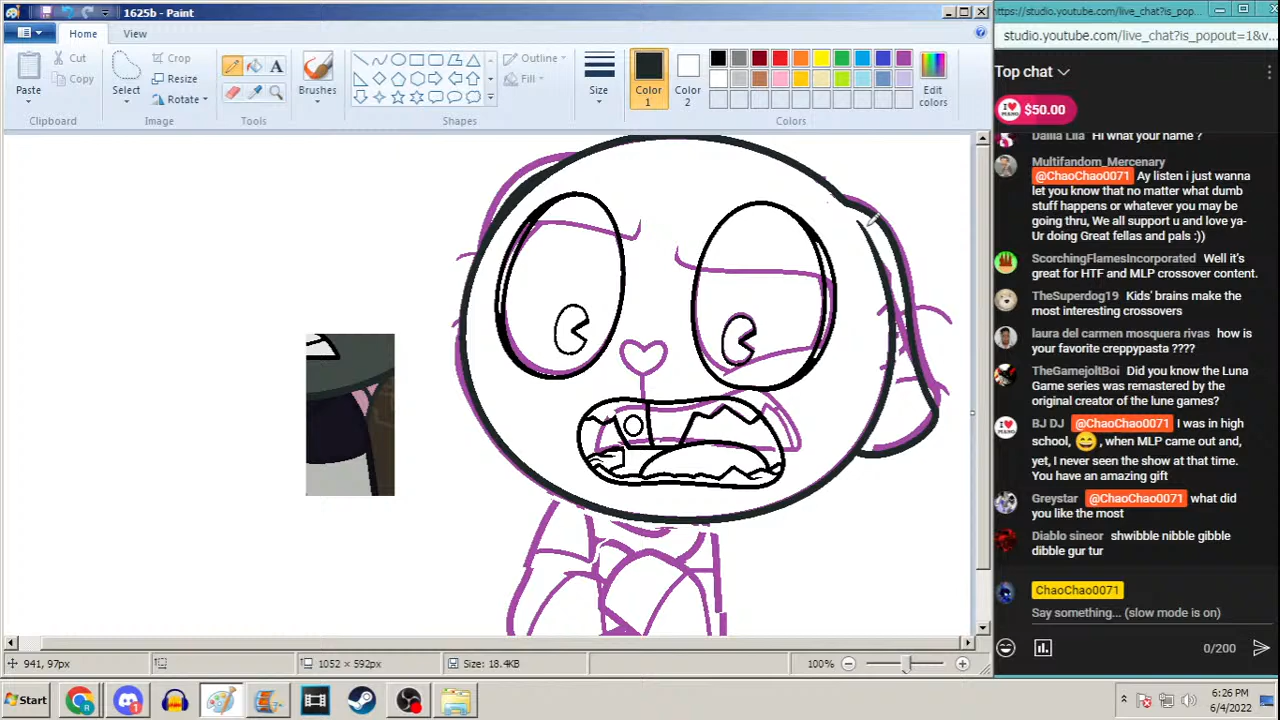 1625b - Paint
https://studio.youtube.com/live_chat?is_pop...
studio.youtube.com/live_chat?is_popout=1&v...
Home
View
Paste
Cut
Copy
Clipboard
Select
Crop
Resize
Rotate
Image
A
Tools
Brushes
Outline
Fill
Shapes
Size
Color
1
Color
2
Edit
colors
Colors
Top chat
$50.00
Dalila Lila Hi what your name ?
Multifandom_Mercenary
@ChaoChao0071 Ay listen i just wanna
let you know that no matter what dumb
stuff happens or whatever you may be
going thru, We all support u and love ya-
Ur doing Great fellas and pals :))
ScorchingFlamesIncorporated Well it's
great for HTF and MLP crossover content.
TheSuperdog19 Kids' brains make the
most interesting crossovers
laura del carmen mosquera rivas how is
your favorite creppypasta ????
TheGamejoltBoi Did you know the Luna
Game series was remastered by the
original creator of the lune games?
BJ DJ @ChaoChao0071 I was in high
school, 😄, when MLP came out and,
yet, I never seen the show at that time.
You have an amazing gift
Greystar @ChaoChao0071 what did
you like the most
Diablo sineor shwibble nibble gibble
dibble gur tur
ChaoChao0071
Say something... (slow mode is on)
0/200
941, 97px
1052 × 592px
Size: 18.4KB
100%
Start
6:26 PM
6/4/2022